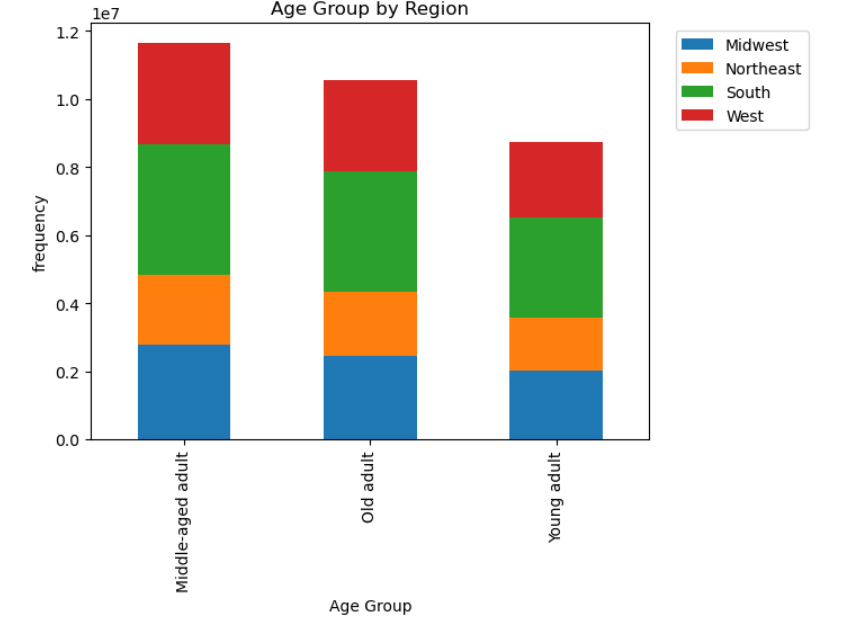 Age Group by Region
1e7
1.2
1.0
0.8
0.6
0.4
0.2
0.0
frequency
Middle-aged adult
Old adult
Young adult
Age Group
Midwest
Northeast
South
West